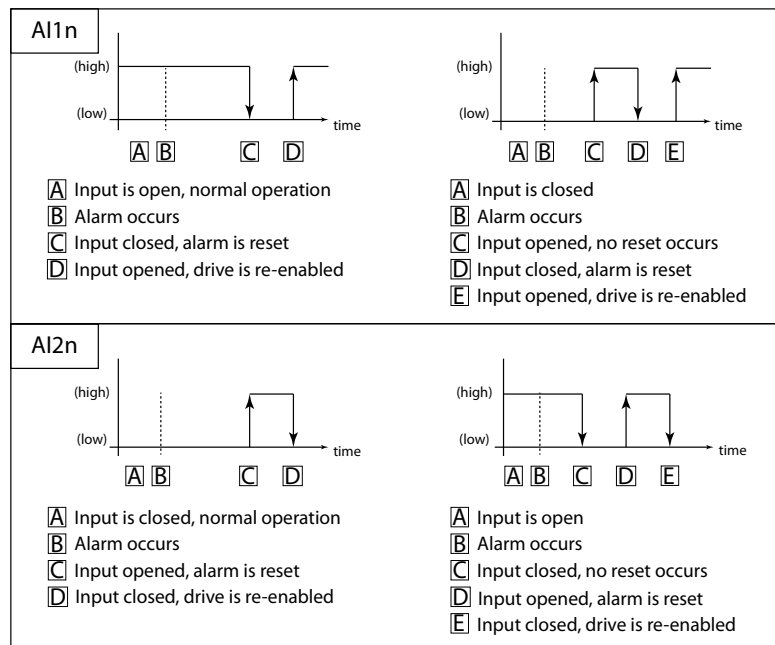 AI1n
(high)
(low)
time
A B C D
A Input is open, normal operation
B Alarm occurs
C Input closed, alarm is reset
D Input opened, drive is re-enabled
(high)
(low)
time
A B C D E
A Input is closed
B Alarm occurs
C Input opened, no reset occurs
D Input closed, alarm is reset
E Input opened, drive is re-enabled
AI2n
(high)
(low)
time
A B C D
A Input is closed, normal operation
B Alarm occurs
C Input opened, alarm is reset
D Input closed, drive is re-enabled
(high)
(low)
time
A B C D E
A Input is open
B Alarm occurs
C Input closed, no reset occurs
D Input opened, alarm is reset
E Input closed, drive is re-enabled